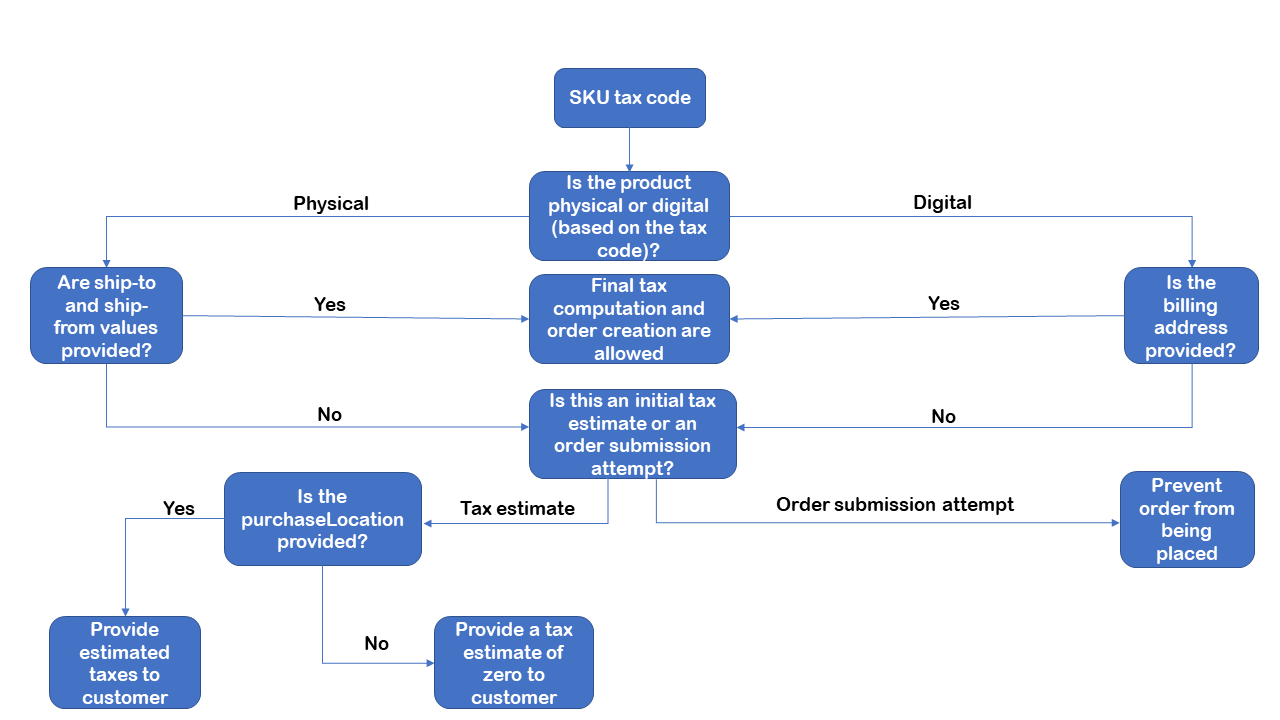 SKU tax code
Is the product
physical or digital
(based on the tax
code)?
Physical
Digital
Are ship-to
and ship-
from values
provided?
Yes
Final tax
computation and
order creation are
allowed
Yes
Is the
billing
address
provided?
No
Is this an initial tax
estimate or an
order submission
attempt?
No
Yes
Is the
purchaseLocation
provided?
Tax estimate
Order submission attempt
Prevent
order from
being
placed
Provide
estimated
taxes to
customer
No
Provide a tax
estimate of
zero to
customer